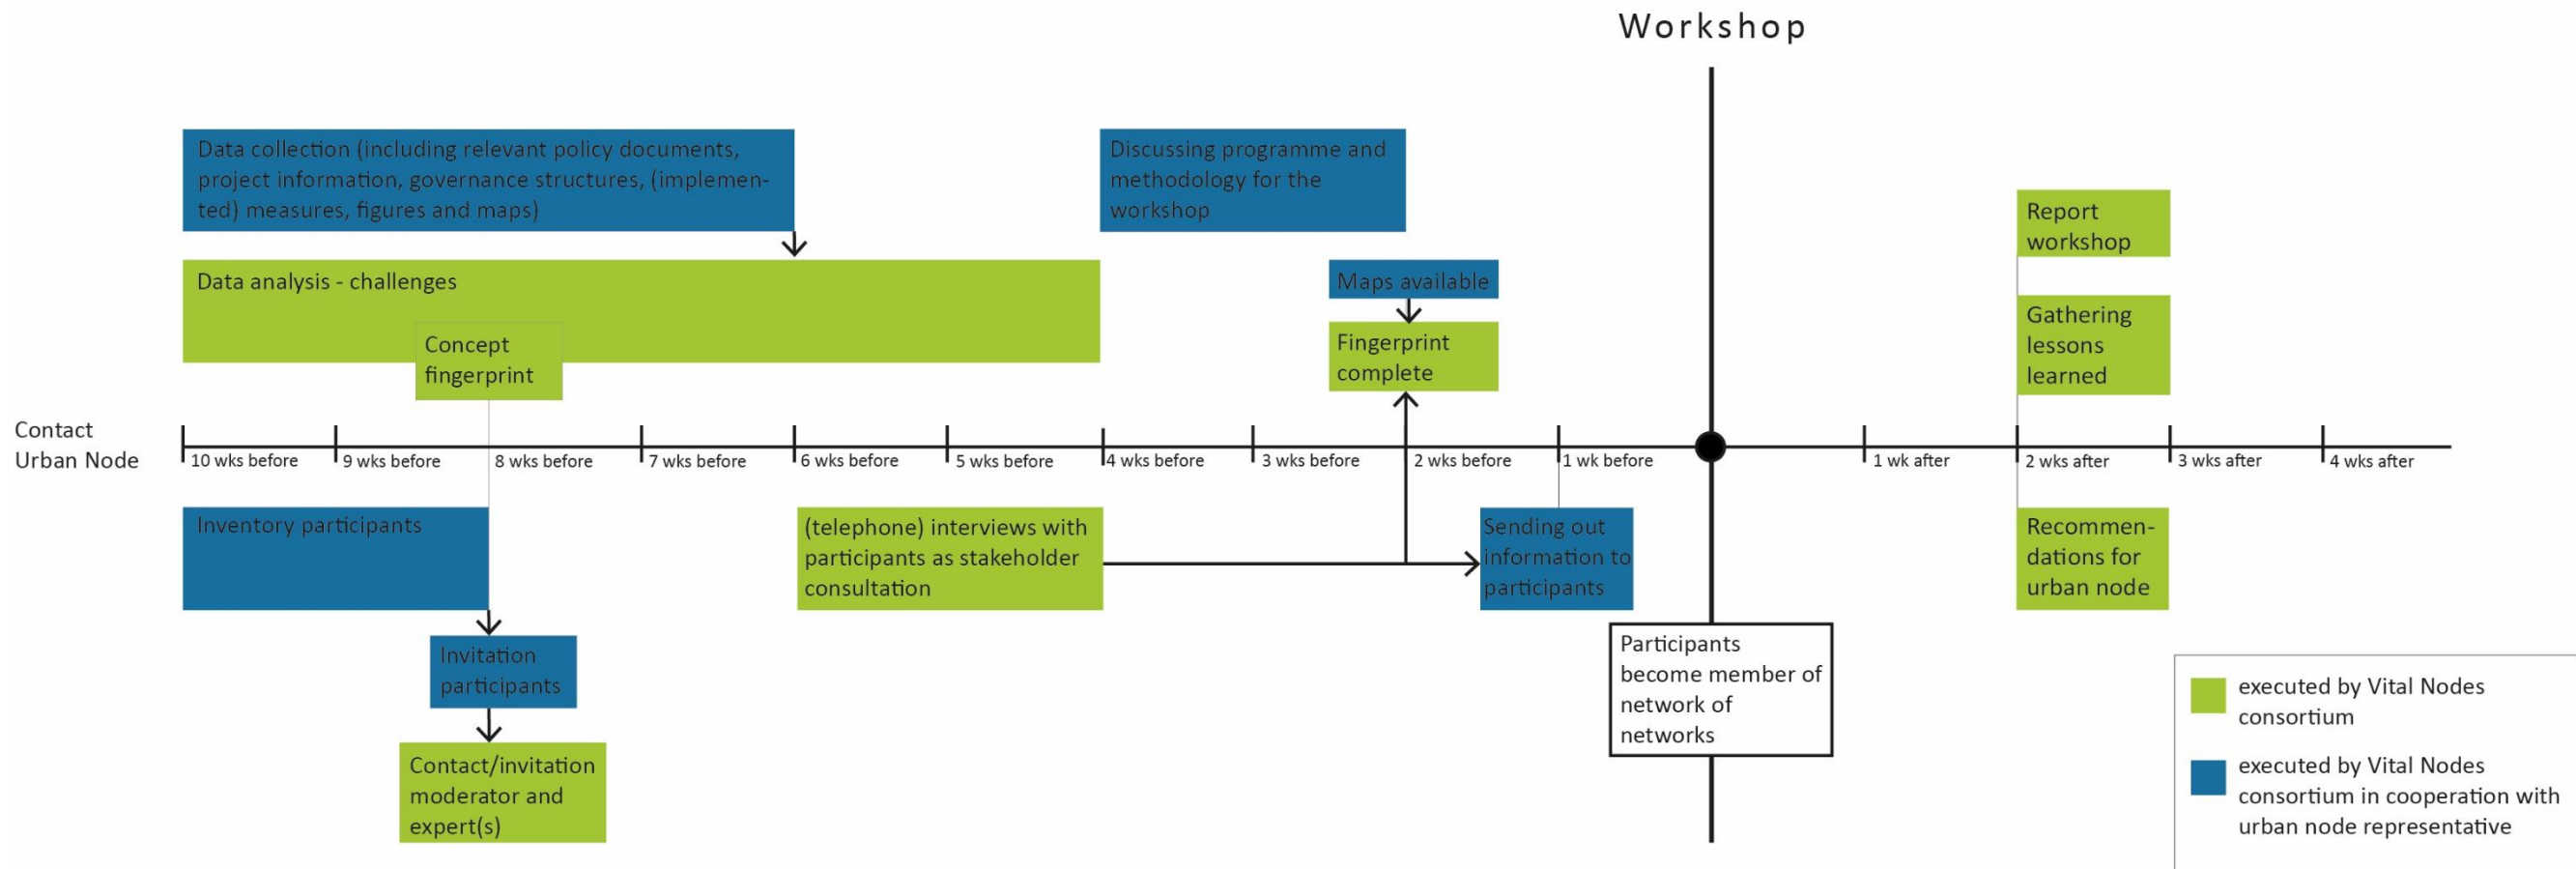 Workshop
Data collection (including relevant policy documents,
project information, governance structures, (implemen-
ted) measures, figures and maps)
Discussing programme and
methodology for the
workshop
Report
workshop
Data analysis - challenges
Maps available
Gathering
lessons
learned
Concept
fingerprint
Fingerprint
complete
Contact
Urban Node
10 wks before
9 wks before
8 wks before
7 wks before
6 wks before
5 wks before
4 wks before
3 wks before
2 wks before
1 wk before
1 wk after
2 wks after
3 wks after
4 wks after
Inventory participants
(telephone) interviews with
participants as stakeholder
consultation
Sending out
information to
participants
Recommen-
dations for
urban node
Invitation
participants
Participants
become member of
network of
networks
Contact/invitation
moderator and
expert(s)
executed by Vital Nodes
consortium
executed by Vital Nodes
consortium in cooperation with
urban node representative